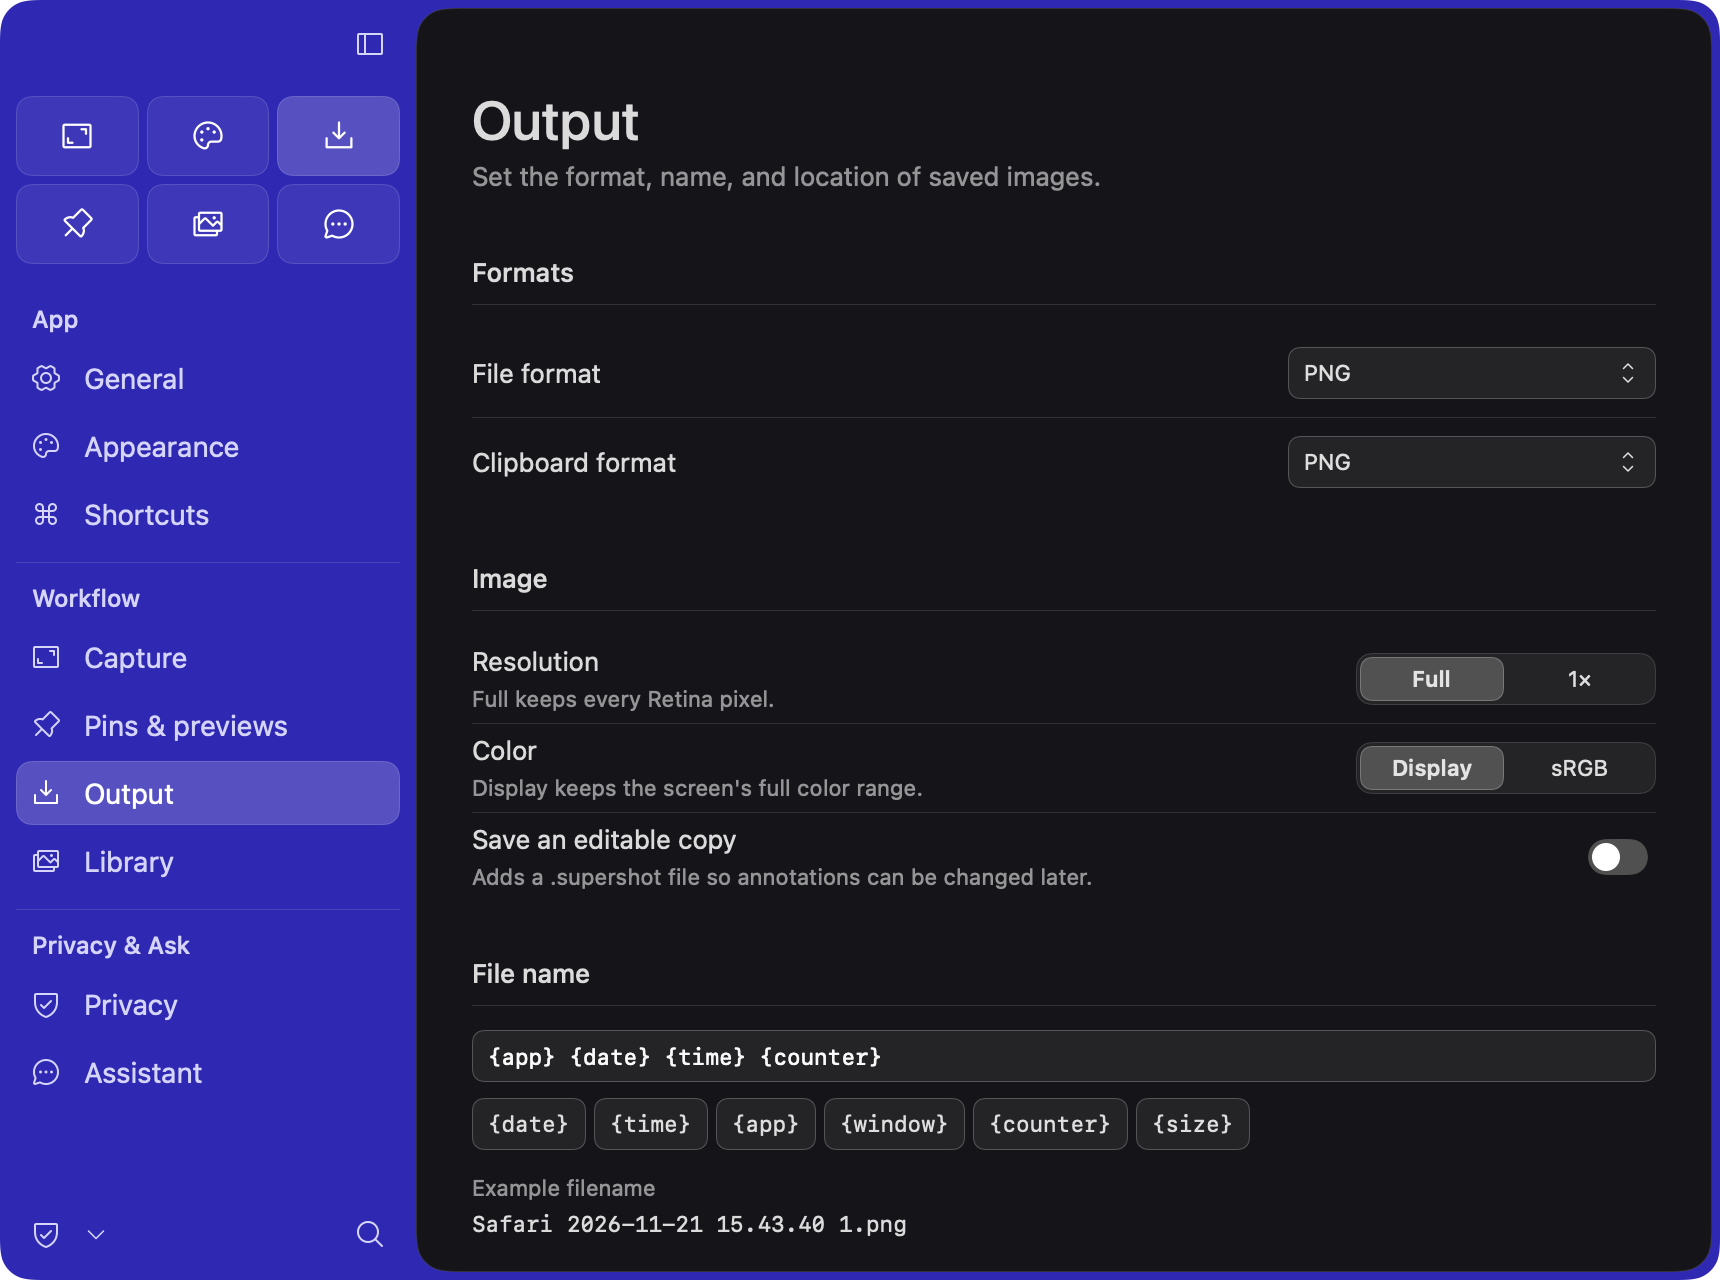 App
General
Appearance
Shortcuts
Workflow
Capture
Pins & previews
Output
Library
Privacy & Ask
Privacy
Assistant
Output
Set the format, name, and location of saved images.
Formats
File format
PNG
Clipboard format
PNG
Image
Resolution
Full keeps every Retina pixel.
Full 1×
Color
Display keeps the screen's full color range.
Display sRGB
Save an editable copy
Adds a .supershot file so annotations can be changed later.
File name
{app} {date} {time} {counter}
{date} {time} {app} {window} {counter} {size}
Example filename
Safari 2026-11-21 15.43.40 1.png